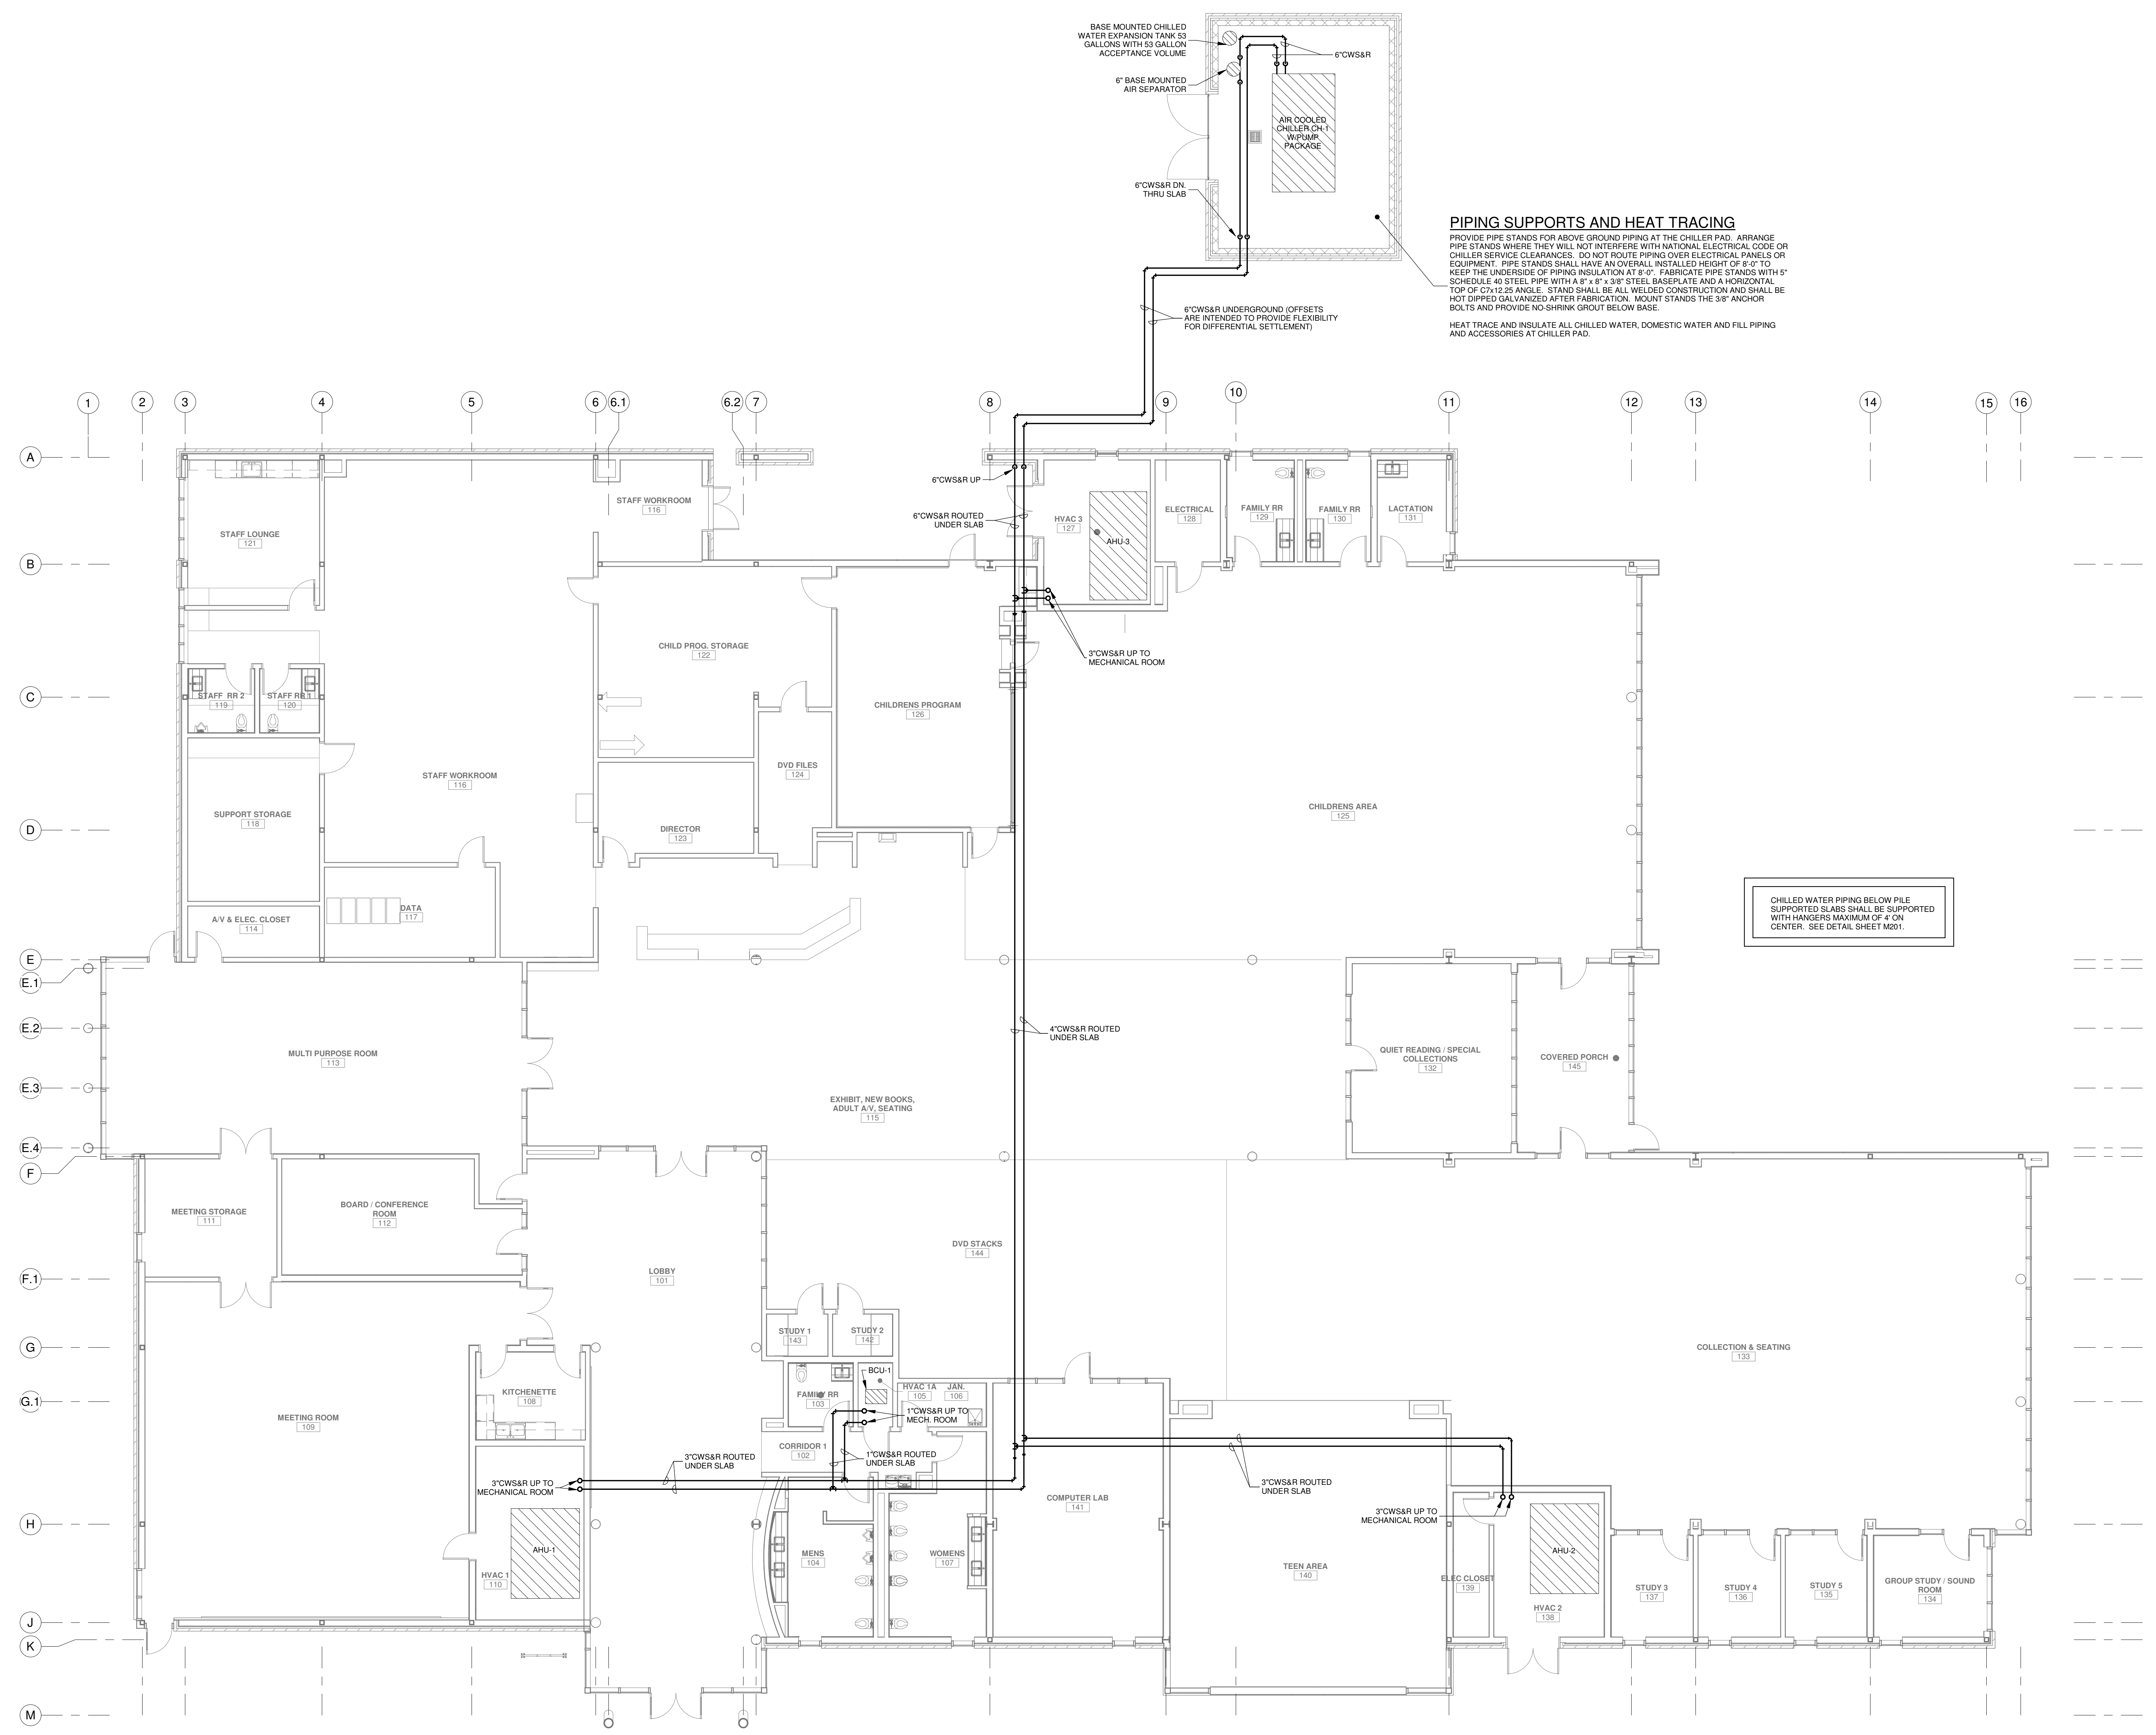 BASE MOUNTED CHILLED
WATER EXPANSION TANK 53
GALLONS WITH 53 GALLON
ACCEPTANCE VOLUME
6" BASE MOUNTED
AIR SEPARATOR
6"CWS&R
AIR COOLED
CHILLER CH-1
W/PUMP
PACKAGE
6"CWS&R DN.
THRU SLAB
PIPING SUPPORTS AND HEAT TRACING
PROVIDE PIPE STANDS FOR ABOVE GROUND PIPING AT THE CHILLER PAD. ARRANGE
PIPE STANDS WHERE THEY WILL NOT INTERFERE WITH NATIONAL ELECTRICAL CODE OR
CHILLER SERVICE CLEARANCES. DO NOT ROUTE PIPING OVER ELECTRICAL PANELS OR
EQUIPMENT. PIPE STANDS SHALL HAVE AN OVERALL INSTALLED HEIGHT OF 8'-0" TO
KEEP THE UNDERSIDE OF PIPING INSULATION AT 8'-0". FABRICATE PIPE STANDS WITH 5"
SCHEDULE 40 STEEL PIPE WITH A 8" x 8" x 3/8" STEEL BASEPLATE AND A HORIZONTAL
TOP OF C7x12.25 ANGLE. STAND SHALL BE ALL WELDED CONSTRUCTION AND SHALL BE
HOT DIPPED GALVANIZED AFTER FABRICATION. MOUNT STANDS THE 3/8" ANCHOR
BOLTS AND PROVIDE NO-SHRINK GROUT BELOW BASE.
HEAT TRACE AND INSULATE ALL CHILLED WATER, DOMESTIC WATER AND FILL PIPING
AND ACCESSORIES AT CHILLER PAD.
6"CWS&R UNDERGROUND (OFFSETS
ARE INTENDED TO PROVIDE FLEXIBILITY
FOR DIFFERENTIAL SETTLEMENT)
1
2
3
4
5
6
6.1
6.2
7
8
9
10
11
12
13
14
15
16
A
B
C
D
E
E.1
E.2
E.3
E.4
F
F.1
G
G.1
H
J
K
M
6"CWS&R UP
6"CWS&R ROUTED
UNDER SLAB
STAFF LOUNGE
121
STAFF WORKROOM
116
HVAC 3
127
AHU-3
ELECTRICAL
128
FAMILY RR
129
FAMILY RR
130
LACTATION
131
3"CWS&R UP TO
MECHANICAL ROOM
CHILD PROG. STORAGE
122
STAFF RR 2
119
STAFF RR 1
120
CHILDRENS PROGRAM
126
DVD FILES
124
STAFF WORKROOM
116
SUPPORT STORAGE
118
DIRECTOR
123
CHILDRENS AREA
125
A/V & ELEC. CLOSET
114
DATA
117
CHILLED WATER PIPING BELOW PILE
SUPPORTED SLABS SHALL BE SUPPORTED
WITH HANGERS MAXIMUM OF 4' ON
CENTER. SEE DETAIL SHEET M201.
4"CWS&R ROUTED
UNDER SLAB
MULTI PURPOSE ROOM
113
QUIET READING / SPECIAL
COLLECTIONS
132
COVERED PORCH
145
EXHIBIT, NEW BOOKS,
ADULT A/V, SEATING
115
MEETING STORAGE
111
BOARD / CONFERENCE
ROOM
112
LOBBY
101
DVD STACKS
144
STUDY 1
143
STUDY 2
142
COLLECTION & SEATING
133
BCU-1
FAMILY RR
103
HVAC 1A
105
JAN.
106
KITCHENETTE
108
MEETING ROOM
109
1"CWS&R UP TO
MECH. ROOM
CORRIDOR 1
102
1"CWS&R ROUTED
UNDER SLAB
3"CWS&R ROUTED
UNDER SLAB
3"CWS&R UP TO
MECHANICAL ROOM
3"CWS&R ROUTED
UNDER SLAB
3"CWS&R UP TO
MECHANICAL ROOM
COMPUTER LAB
141
AHU-1
HVAC 1
110
MENS
104
WOMENS
107
TEEN AREA
140
ELEC CLOSET
139
AHU-2
HVAC 2
138
STUDY 3
137
STUDY 4
136
STUDY 5
135
GROUP STUDY / SOUND
ROOM
134